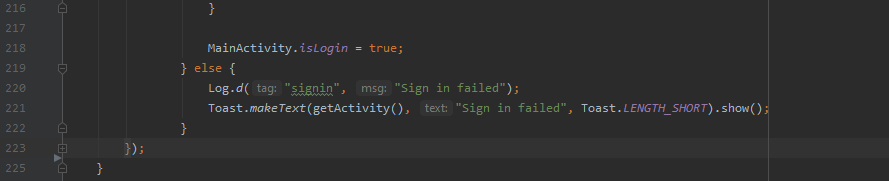 216 }
217
218 MainActivity.isLogin = true;
219 } else {
220 Log.d( tag: "signin", msg: "Sign in failed");
221 Toast.makeText(getActivity(), text: "Sign in failed", Toast.LENGTH_SHORT).show();
222 }
223 });
225 }